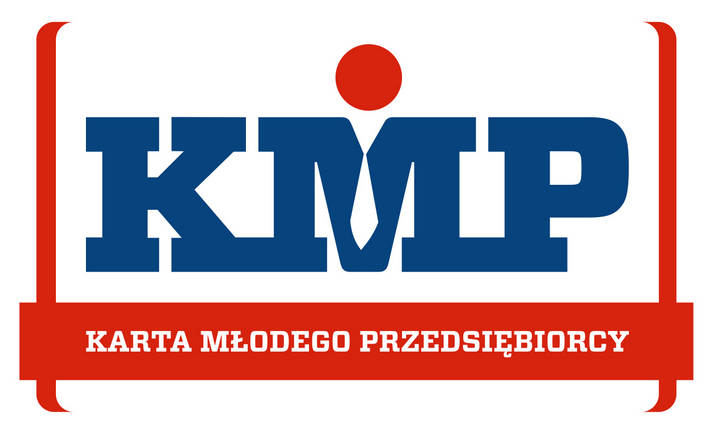 KMP
KARTA MŁODEGO PRZEDSIĘBIORCY